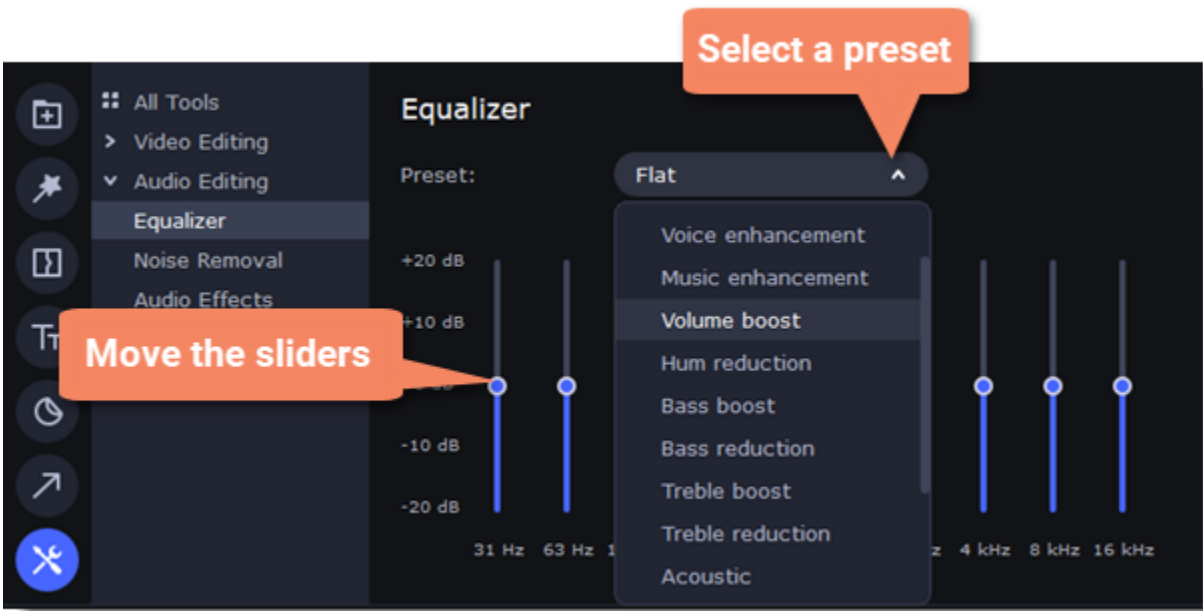 Select a preset
All Tools
Video Editing
Audio Editing
Equalizer
Noise Removal
Audio Effects
Move the sliders
Equalizer
Preset:
Flat
Voice enhancement
Music enhancement
Volume boost
Hum reduction
Bass boost
Bass reduction
Treble boost
Treble reduction
Acoustic
+20 dB
+10 dB
-10 dB
-20 dB
31 Hz 63 Hz 4 kHz 8 kHz 16 kHz